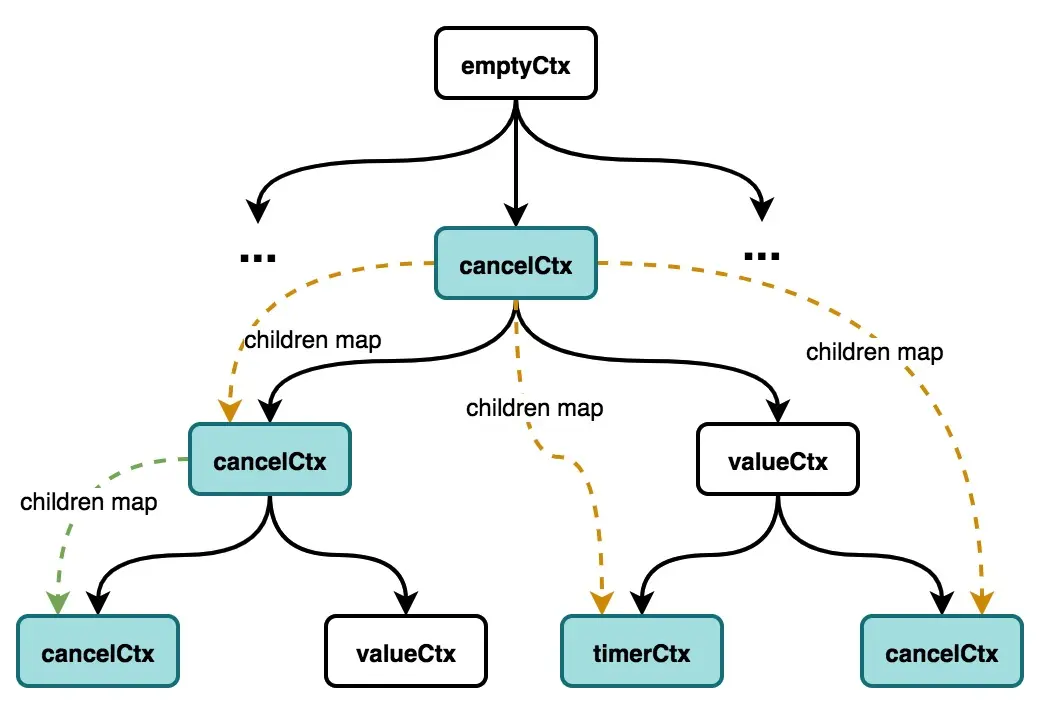 emptyCtx
...
...
cancelCtx
children map
children map
children map
cancelCtx
valueCtx
children map
cancelCtx
valueCtx
timerCtx
cancelCtx